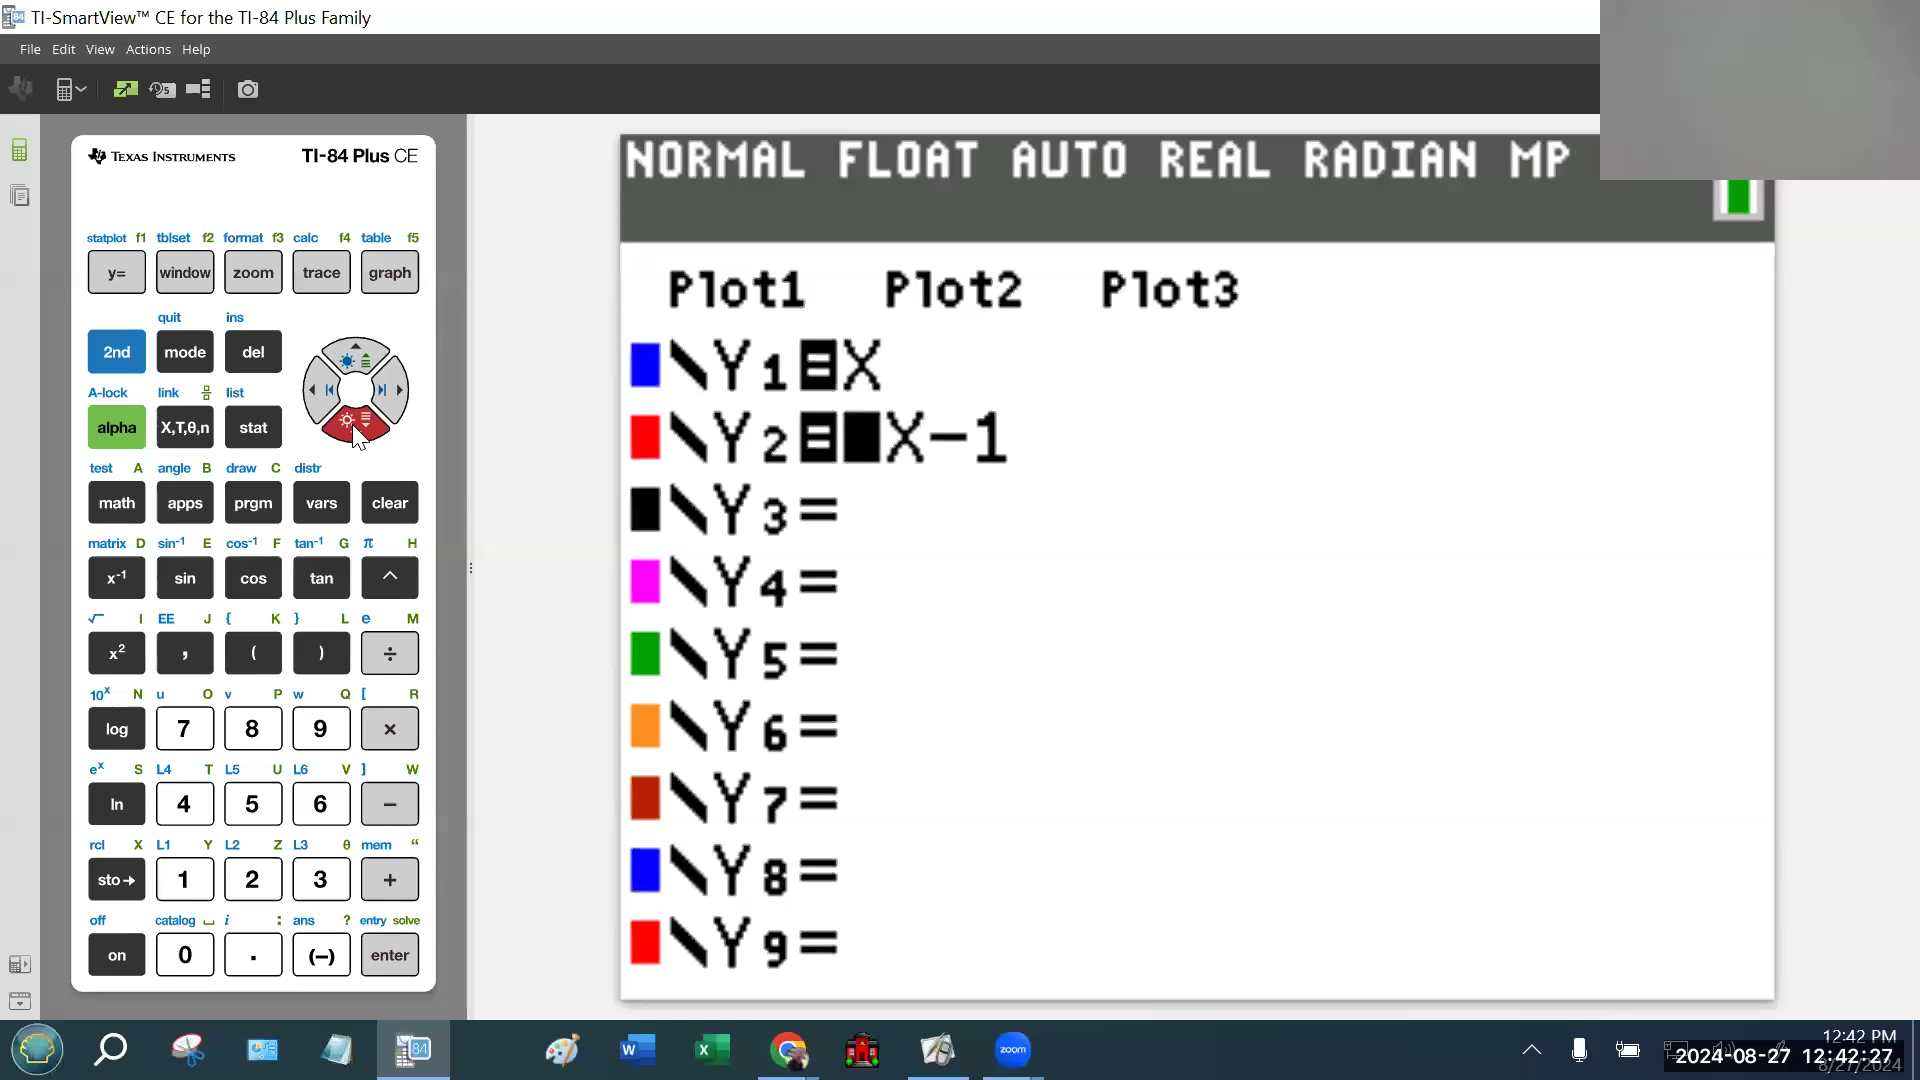 TI-SmartView™ CE for the TI-84 Plus Family
File Edit View Actions Help
TEXAS INSTRUMENTS TI-84 Plus CE
statplot f1 tblset f2 format f3 calc f4 table f5
y= window zoom trace graph
quit ins
2nd mode del
A-lock link list
alpha X,T,θ,n stat
test A angle B draw C distr
math apps prgm vars clear
matrix D sin⁻¹ E cos⁻¹ F tan⁻¹ G π H
x⁻¹ sin cos tan ^
√ I EE J { K } L e M
x² , ( ) ÷
10ˣ N u O v P w Q [ R
log 7 8 9 ×
eˣ S L4 T L5 U L6 V ] W
ln 4 5 6 −
rcl X L1 Y L2 Z L3 θ mem “
sto→ 1 2 3 +
off catalog ⎵ i : ans ? entry solve
on 0 . (−) enter
NORMAL FLOAT AUTO REAL RADIAN MP
Plot1 Plot2 Plot3
\Y1=X
\Y2=X-1
\Y3=
\Y4=
\Y5=
\Y6=
\Y7=
\Y8=
\Y9=
84
W X zoom
12:42 PM
2024-08-27 12:42:27
8/27/2024